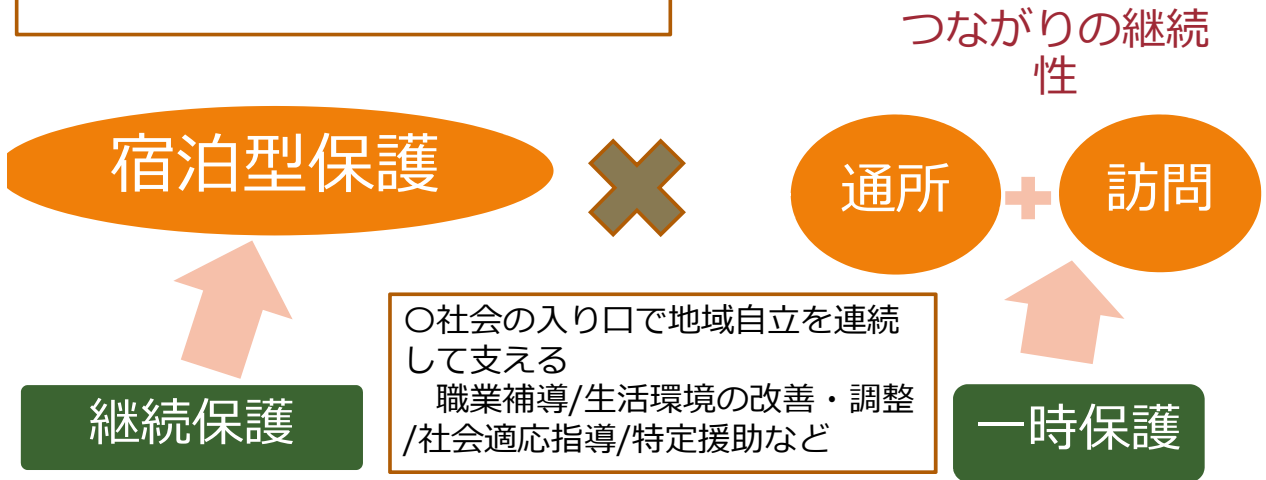 つながりの継続
性
宿泊型保護
通所
訪問
〇社会の入り口で地域自立を連続
して支える
　職業補導/生活環境の改善・調整
/社会適応指導/特定援助など
継続保護
一時保護